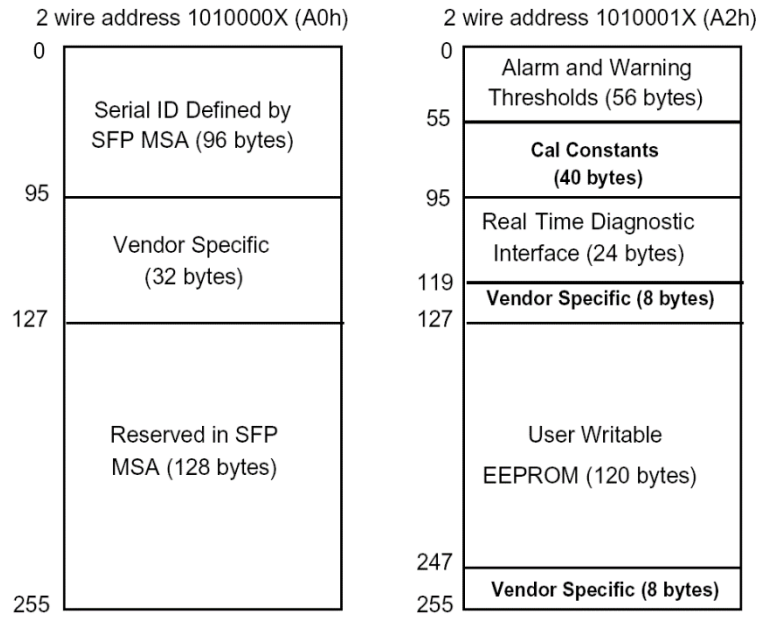 2 wire address 1010000X (A0h)
0
Serial ID Defined by
SFP MSA (96 bytes)
95
Vendor Specific
(32 bytes)
127
Reserved in SFP
MSA (128 bytes)
255
2 wire address 1010001X (A2h)
0
Alarm and Warning
Thresholds (56 bytes)
55
Cal Constants
(40 bytes)
95
Real Time Diagnostic
Interface (24 bytes)
119
Vendor Specific (8 bytes)
127
User Writable
EEPROM (120 bytes)
247
Vendor Specific (8 bytes)
255